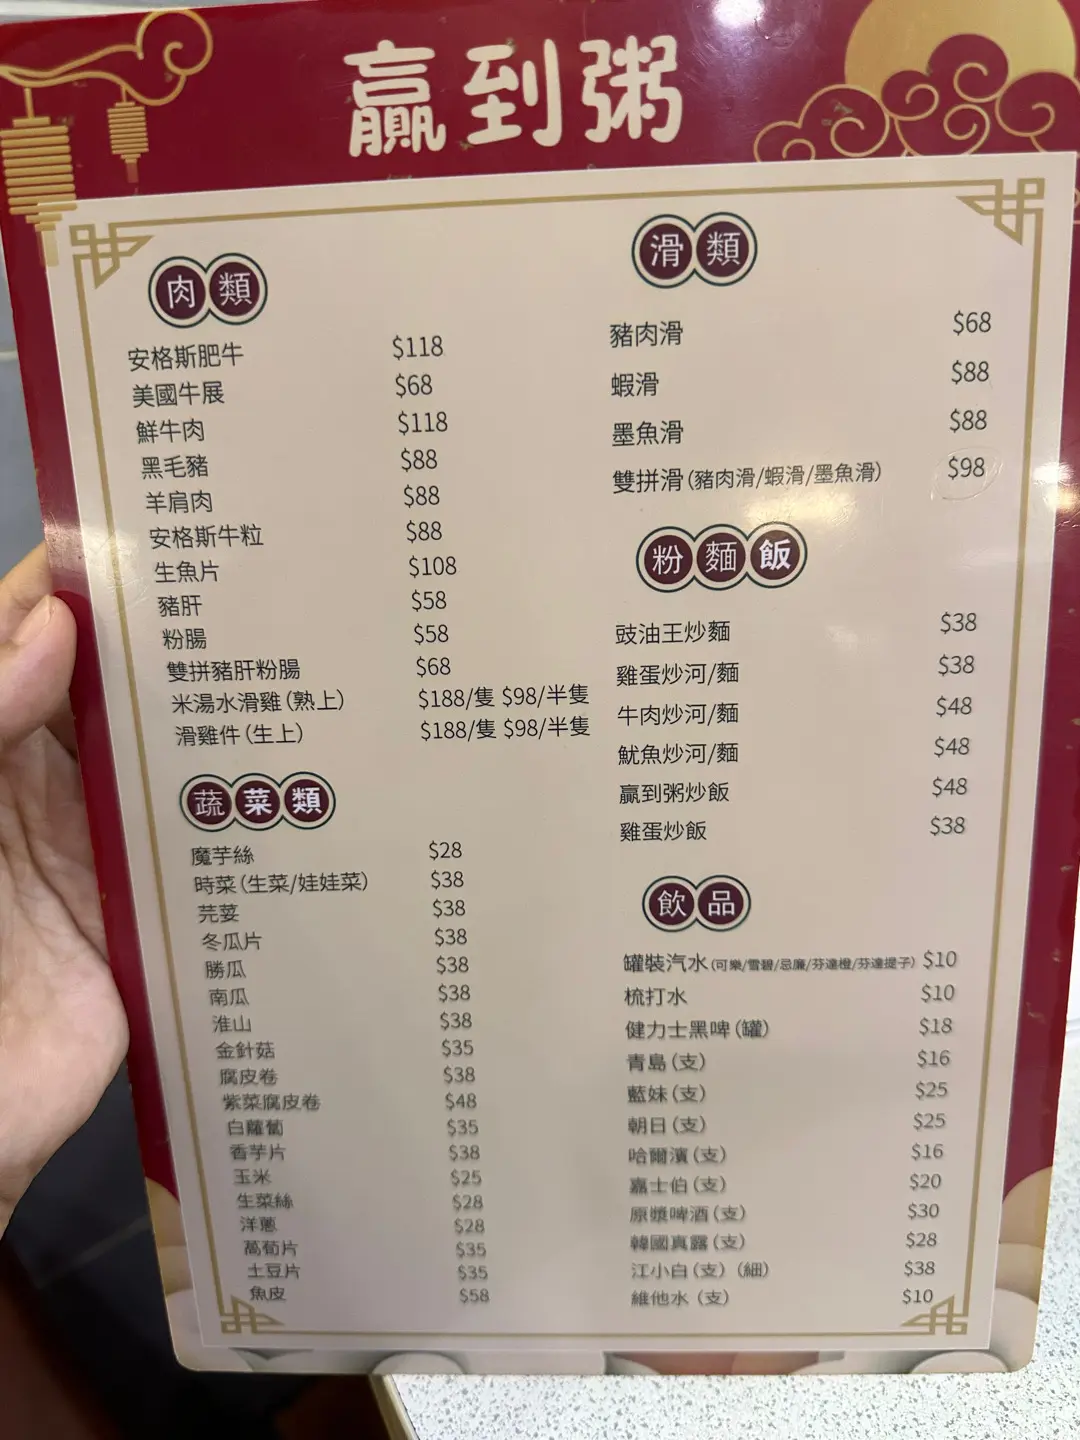 贏到粥
肉類
安格斯肥牛 $118
美國牛展 $68
鮮牛肉 $118
黑毛豬 $88
羊肩肉 $88
安格斯牛粒 $88
生魚片 $108
豬肝 $58
粉腸 $58
雙拼豬肝粉腸 $68
米湯水滑雞(熟上) $188/隻 $98/半隻
滑雞件(生上) $188/隻 $98/半隻
蔬菜類
魔芋絲 $28
時菜(生菜/娃娃菜) $38
芫荽 $38
冬瓜片 $38
勝瓜 $38
南瓜 $38
淮山 $38
金針菇 $35
腐皮卷 $38
紫菜腐皮卷 $48
白蘿蔔 $35
香芋片 $38
玉米 $25
生菜絲 $28
洋蔥 $28
萵筍片 $35
土豆片 $35
魚皮 $58
滑類
豬肉滑 $68
蝦滑 $88
墨魚滑 $88
雙拼滑(豬肉滑/蝦滑/墨魚滑) $98
粉麵飯
豉油王炒麵 $38
雞蛋炒河/麵 $38
牛肉炒河/麵 $48
魷魚炒河/麵 $48
贏到粥炒飯 $48
雞蛋炒飯 $38
飲品
罐裝汽水(可樂/雪碧/忌廉/芬達橙/芬達提子) $10
梳打水 $10
健力士黑啤(罐) $18
青島(支) $16
藍妹(支) $25
朝日(支) $25
哈爾濱(支) $16
嘉士伯(支) $20
原漿啤酒(支) $30
韓國真露(支) $28
江小白(支)(細) $38
維他水(支) $10